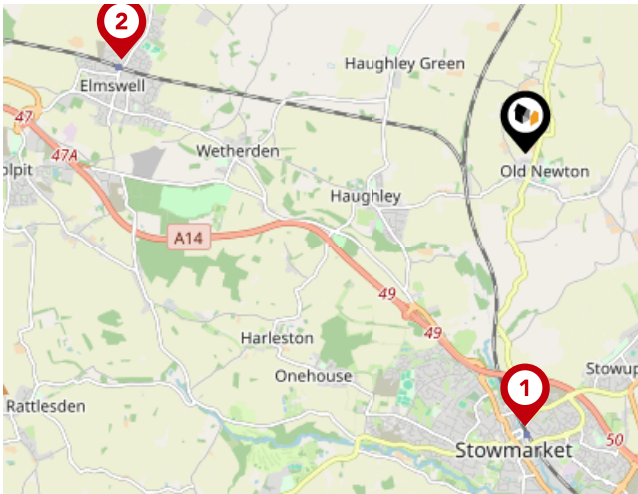 2
Elmswell
Haughley Green
47
47A
olpit
Wetherden
Old Newton
Haughley
A14
49
49
Harleston
Onehouse
Stowup
1
Rattlesden
50
Stowmarket